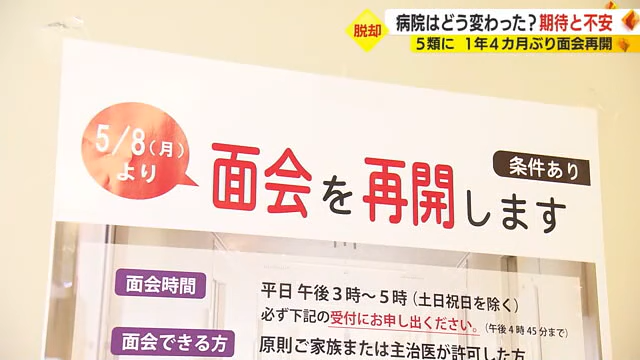 脱却
病院はどう変わった?期待と不安
5類に 1年4カ月ぶり面会再開
5/8(月)
より
条件あり
面会を再開します
面会時間
平日 午後3時~5時(土日祝日を除く)
必ず下記の受付にお申し出ください。(午後4時45分まで)
面会できる方
原則ご家族または主治医が許可した方